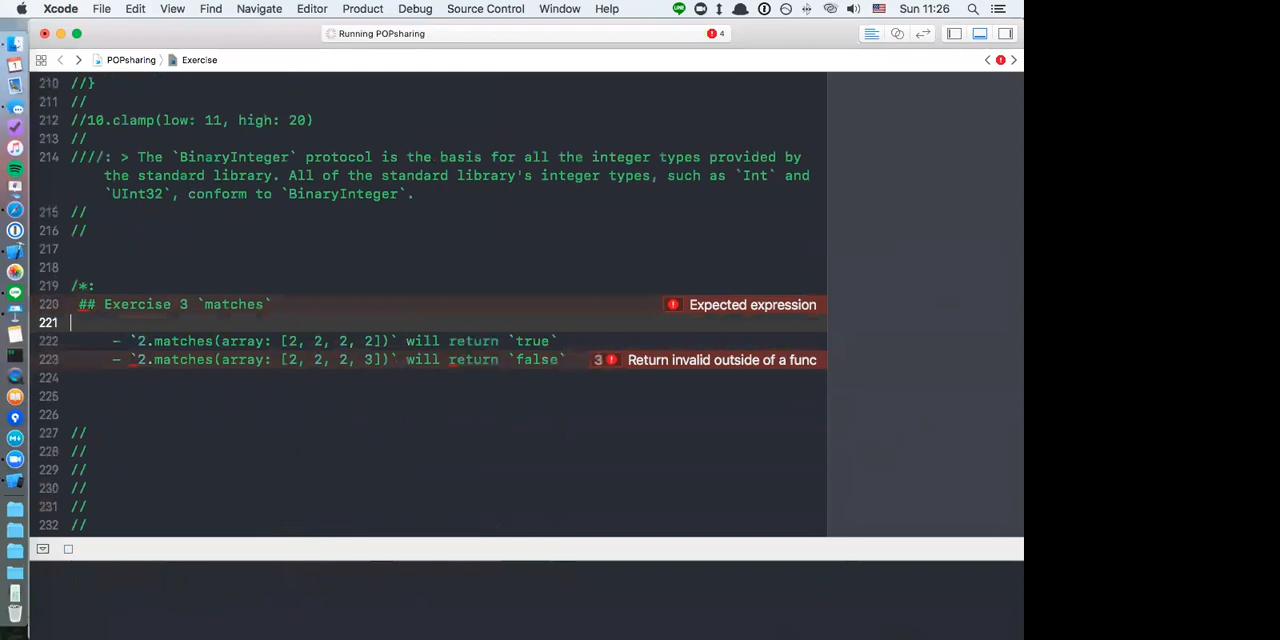 Xcode File Edit View Find Navigate Editor Product Debug Source Control Window Help Sun 11:26
Running POPsharing 4
POPsharing 〉 Exercise
210 //}
211 //
212 //10.clamp(low: 11, high: 20)
213 //
214 ////: > The `BinaryInteger` protocol is the basis for all the integer types provided by
the standard library. All of the standard library's integer types, such as `Int` and
`UInt32`, conform to `BinaryInteger`.
215 //
216 //
217
218
219 /*:
220 ## Exercise 3 `matches` Expected expression
221
222 - `2.matches(array: [2, 2, 2, 2])` will return `true`
223 - `2.matches(array: [2, 2, 2, 3])` will return `false` 3 Return invalid outside of a func
224
225
226
227 //
228 //
229 //
230 //
231 //
232 //